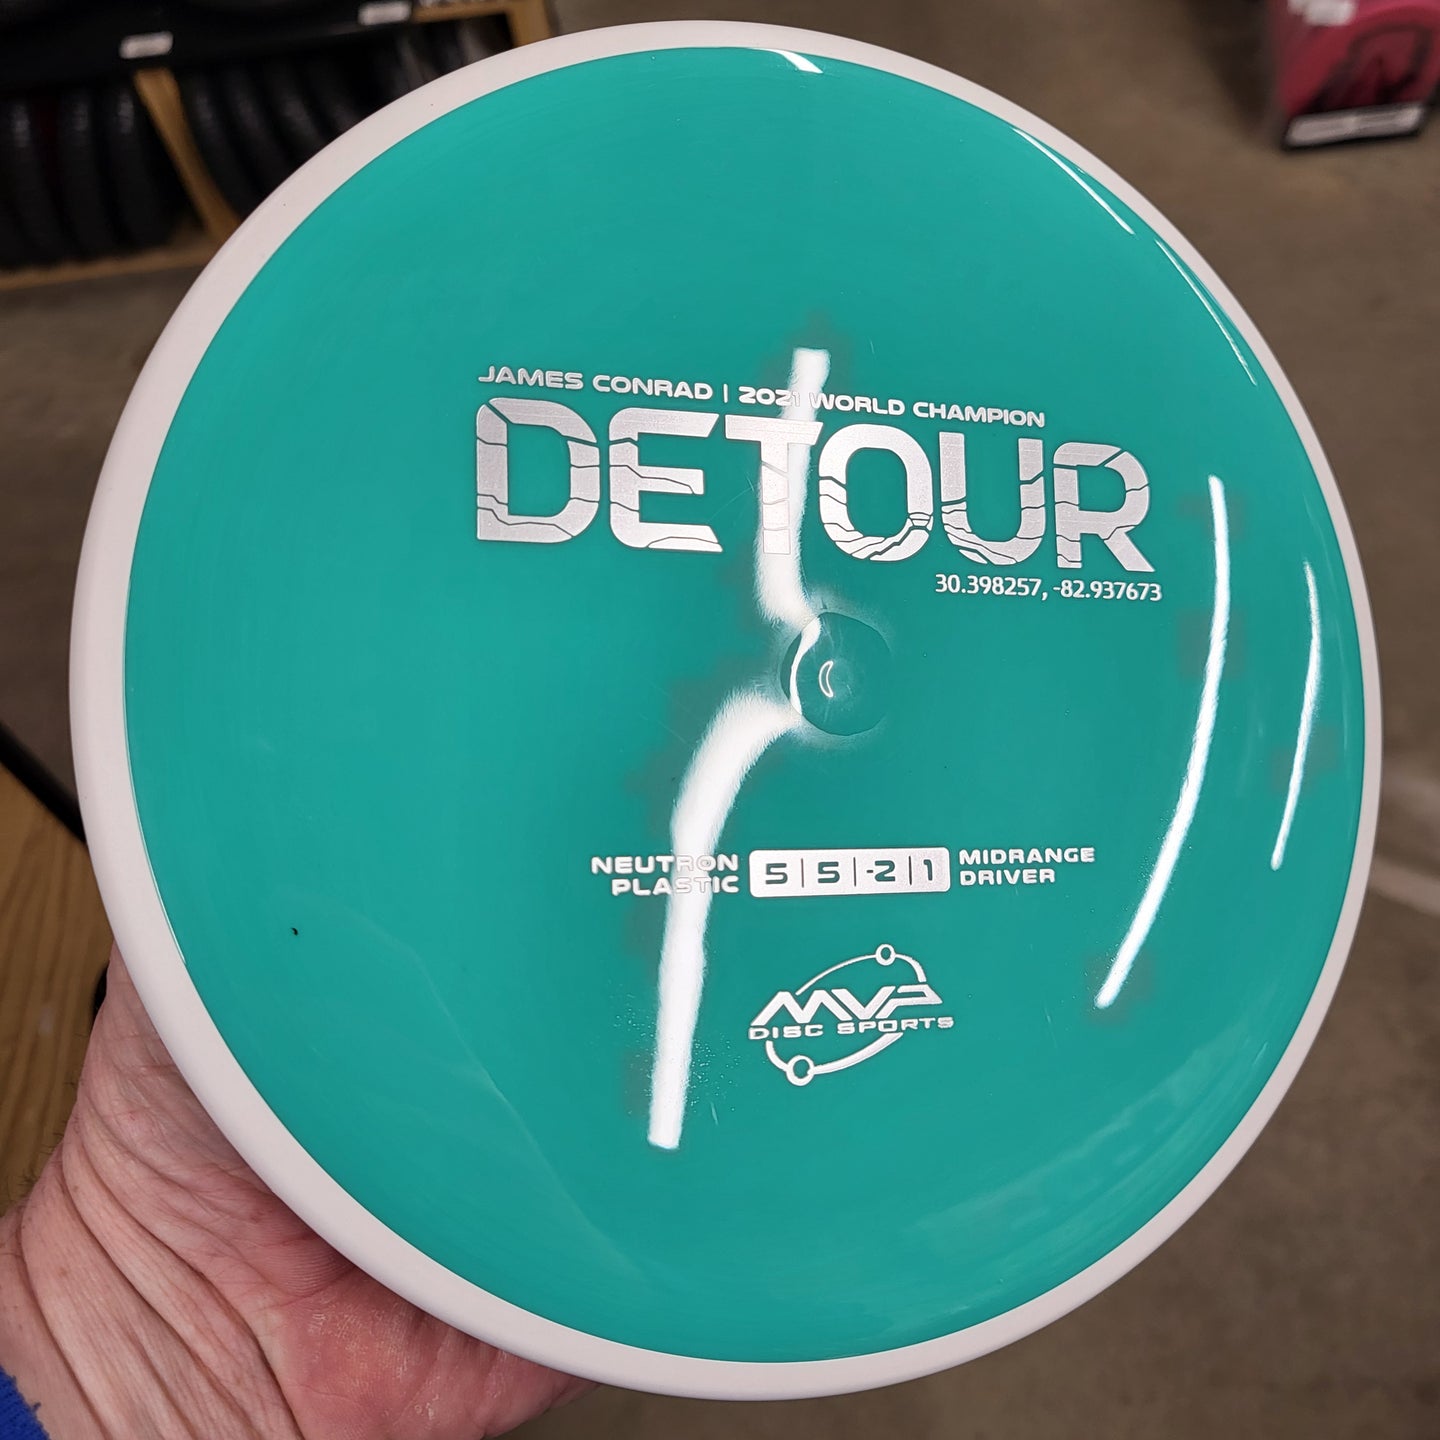 JAMES CONRAD | 2021 WORLD CHAMPION
DETOUR
30.398257, -82.937673
NEUTRON PLASTIC
5 | 5 | -2 | 1
MIDRANGE DRIVER
MVP
DISC SPORTS